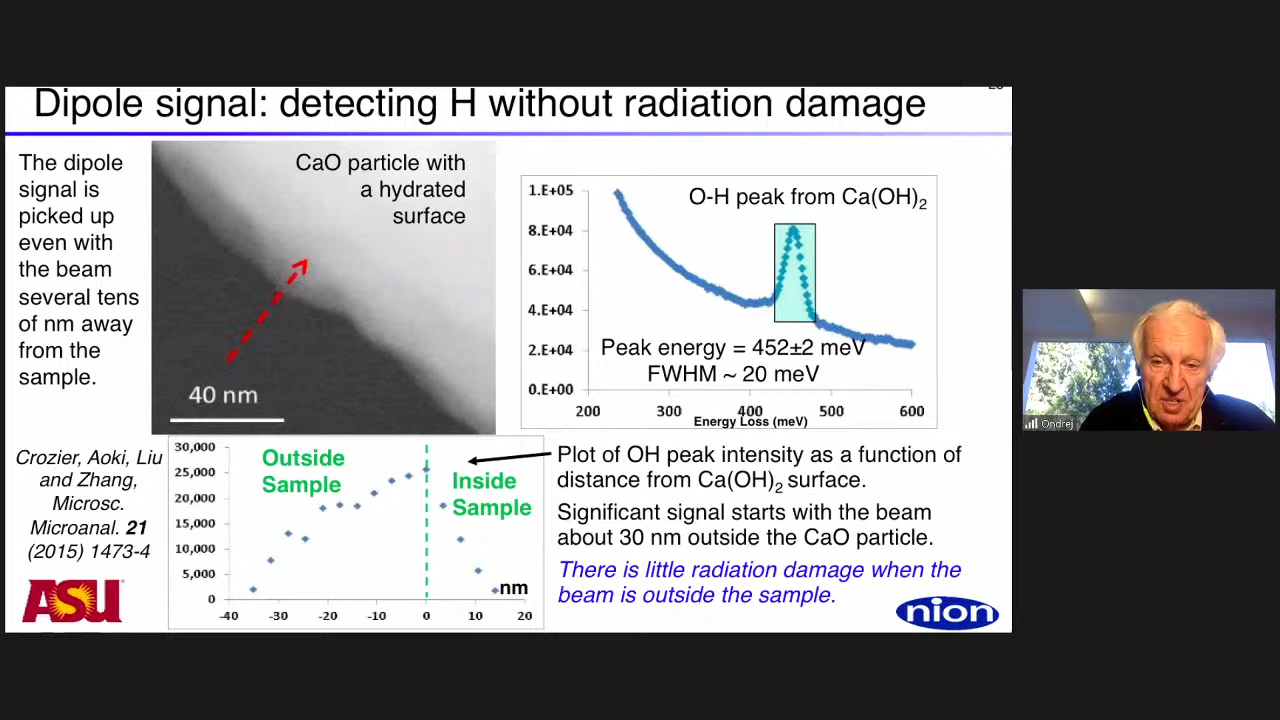 Dipole signal: detecting H without radiation damage
The dipole
signal is
picked up
even with
the beam
several tens
of nm away
from the
sample.
CaO particle with
a hydrated
surface
40 nm
O-H peak from Ca(OH)2
1.E+05
8.E+04
6.E+04
4.E+04
2.E+04
0.E+00
Peak energy = 452±2 meV
FWHM ~ 20 meV
200 300 400 500 600
Energy Loss (meV)
Ondrej
Crozier, Aoki, Liu
and Zhang,
Microsc.
Microanal. 21
(2015) 1473-4
ASU
30,000
25,000
20,000
15,000
10,000
5,000
0
Outside
Sample
Inside
Sample
nm
-40 -30 -20 -10 0 10 20
Plot of OH peak intensity as a function of
distance from Ca(OH)2 surface.
Significant signal starts with the beam
about 30 nm outside the CaO particle.
There is little radiation damage when the
beam is outside the sample.
nion